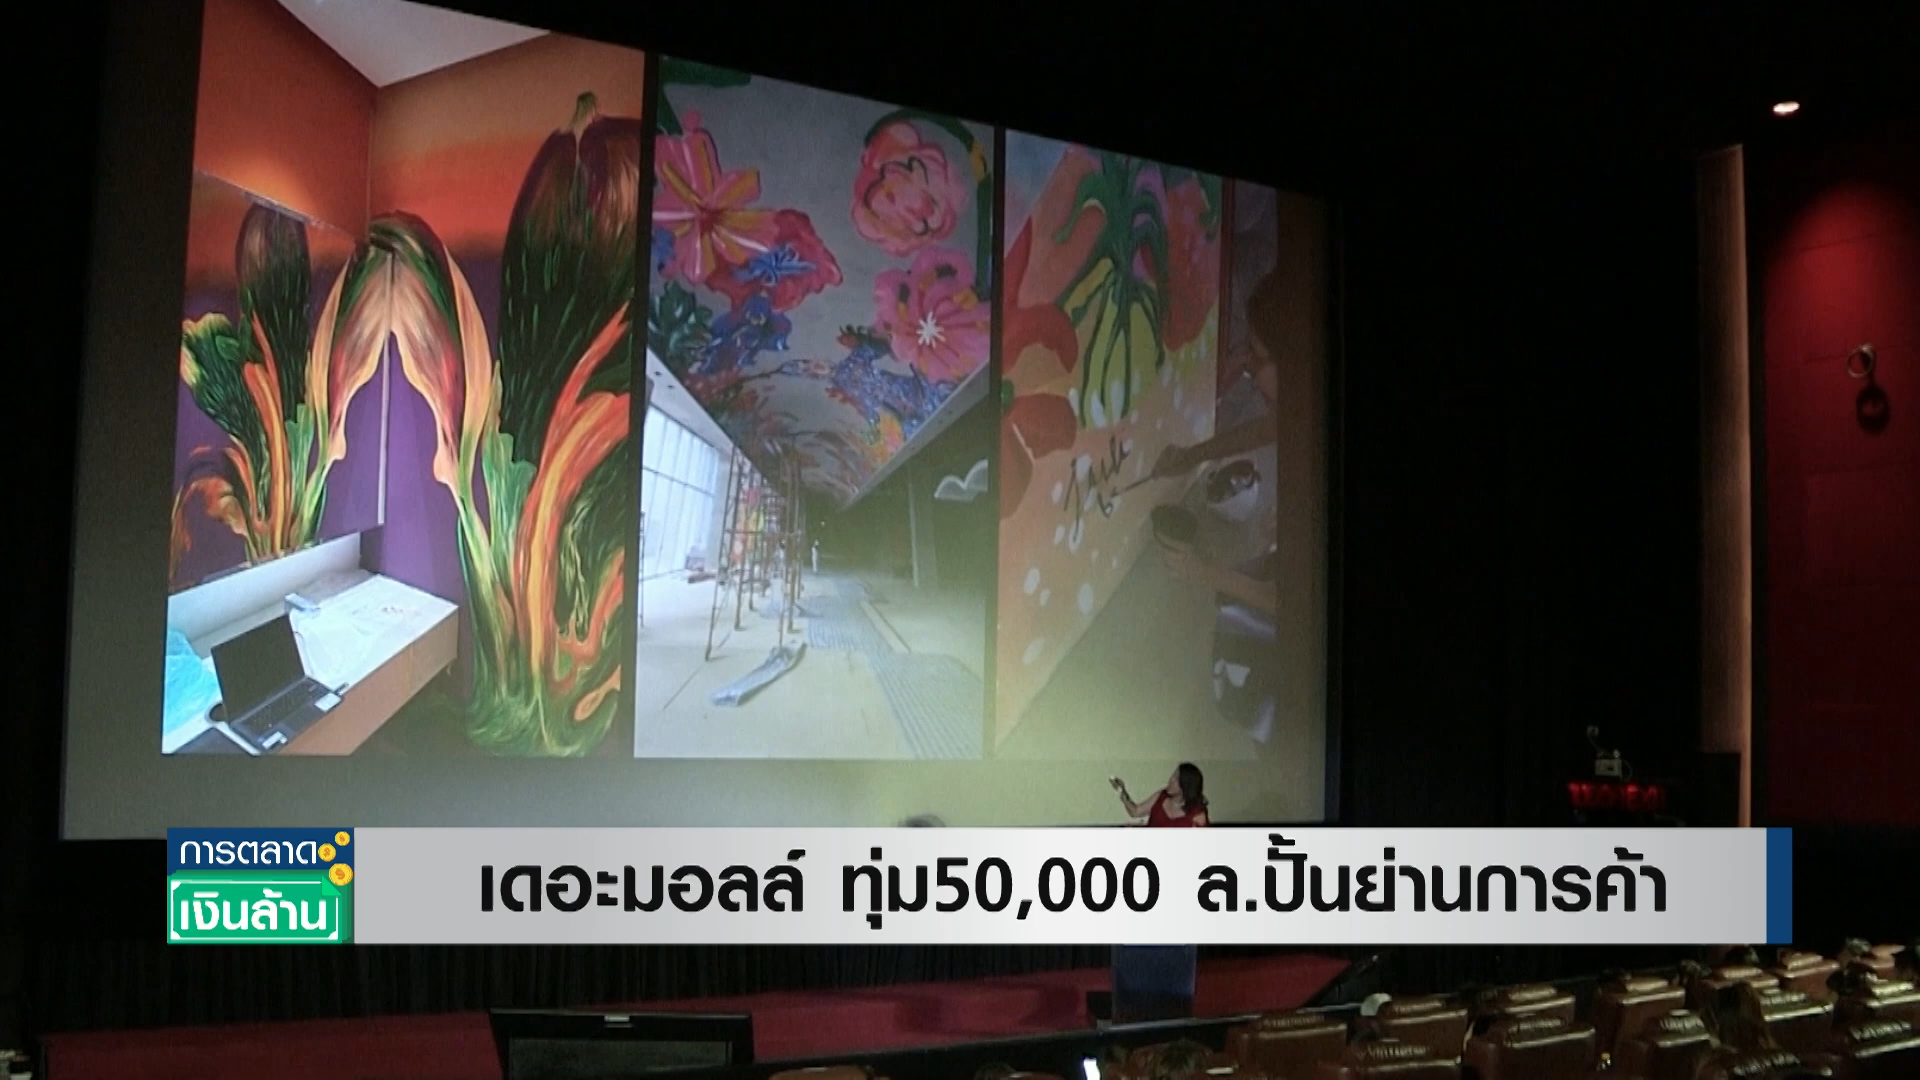 การตลาด
เงินล้าน
เดอะมอลล์ ทุ่ม50,000 ล.ปั้นย่านการค้า